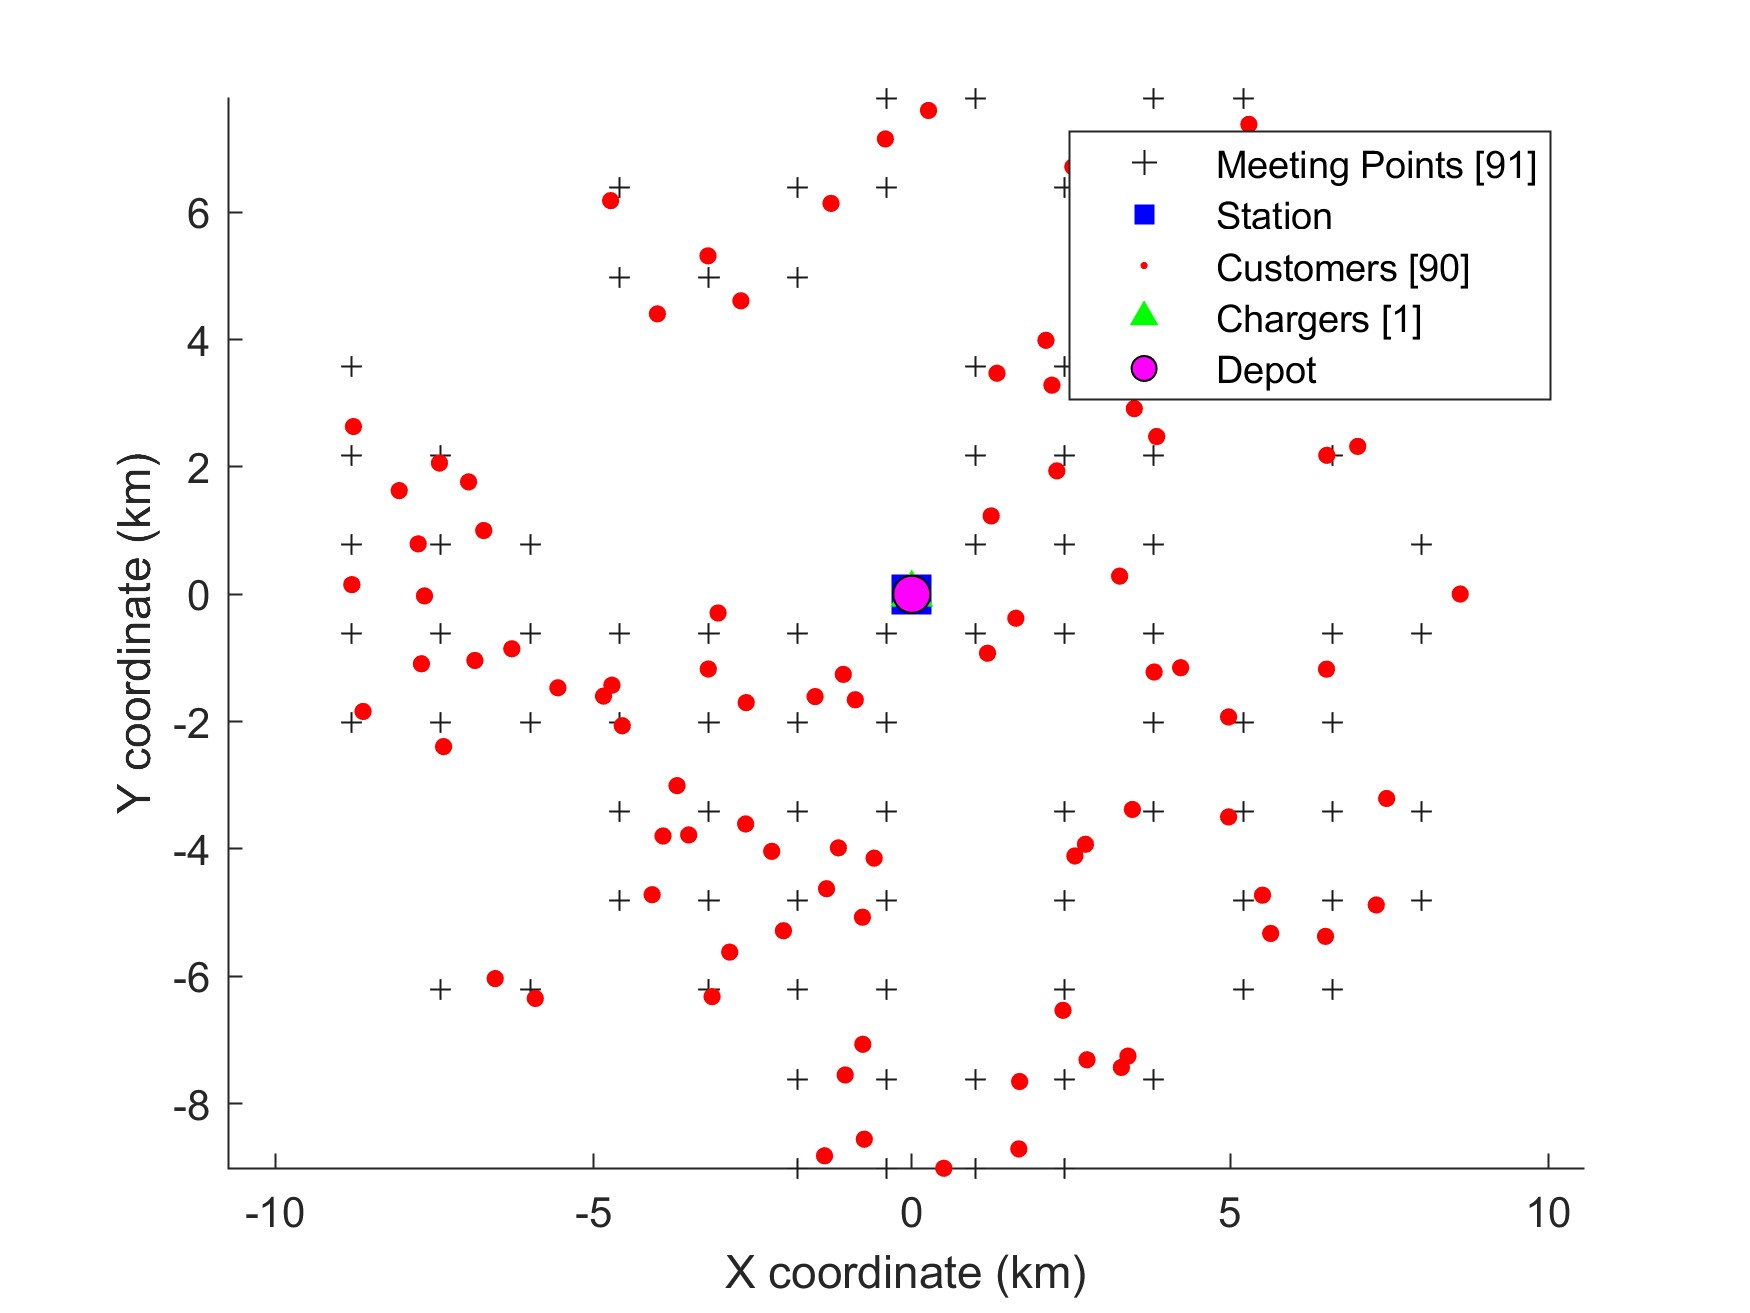 Meeting Points [91]
Station
Customers [90]
Chargers [1]
Depot
6
4
2
0
-2
-4
-6
-8
Y coordinate (km)
-10 -5 0 5 10
X coordinate (km)